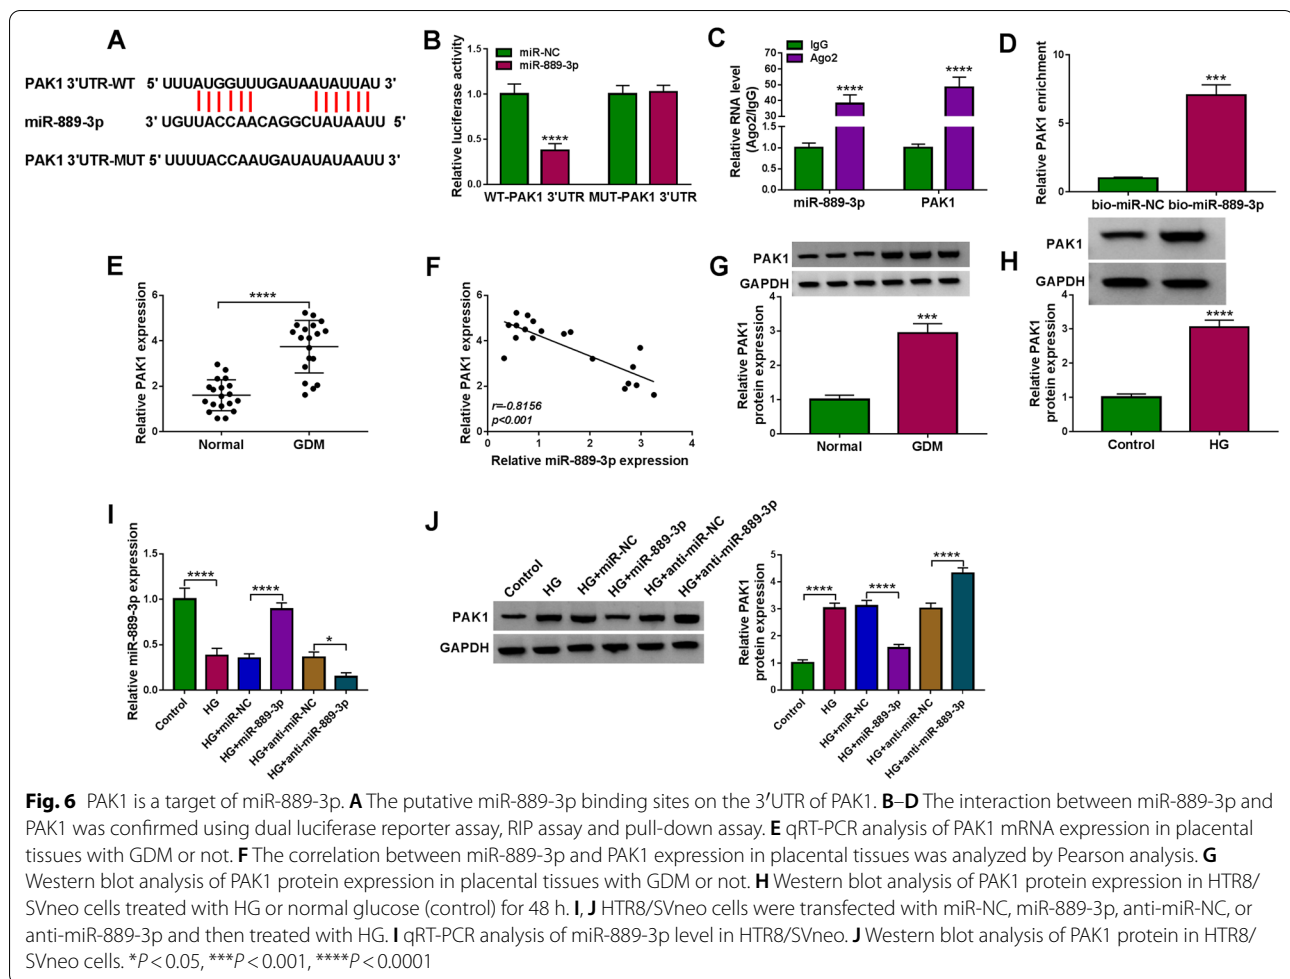 A
PAK1 3'UTR-WT 5' UUUAUGGUUUGAUAAUAUUAU 3'
miR-889-3p 3' UGUUACCAACAGGCUAUAAUU 5'
PAK1 3'UTR-MUT 5' UUUUACCAAUGAUAUAUAAUU 3'
B
Relative luciferase activity
1.5
1.0
0.5
0.0
miR-NC
miR-889-3p
****
WT-PAK1 3'UTR MUT-PAK1 3'UTR
C
Relative RNA level
(Ago2/IgG)
80
70
60
50
40
30
1.0
0.5
0.0
IgG
Ago2
****
****
miR-889-3p PAK1
D
Relative PAK1 enrichment
10
5
0
***
bio-miR-NC bio-miR-889-3p
E
Relative PAK1 expression
6
4
2
0
****
Normal GDM
F
Relative PAK1 expression
6
4
2
0
r=-0.8156
p<0.001
0 1 2 3 4
Relative miR-889-3p expression
G
PAK1
GAPDH
Relative PAK1
protein expression
4
3
2
1
0
***
Normal GDM
H
PAK1
GAPDH
Relative PAK1
protein expression
4
3
2
1
0
****
Control HG
I
Relative miR-889-3p expression
1.5
1.0
0.5
0.0
****
****
*
Control
HG
HG+miR-NC
HG+miR-889-3p
HG+anti-miR-NC
HG+anti-miR-889-3p
J
Control
HG
HG+miR-NC
HG+miR-889-3p
HG+anti-miR-NC
HG+anti-miR-889-3p
PAK1
GAPDH
Relative PAK1
protein expression
5
4
3
2
1
0
****
****
****
Control
HG
HG+miR-NC
HG+miR-889-3p
HG+anti-miR-NC
HG+anti-miR-889-3p
Fig. 6 PAK1 is a target of miR-889-3p. A The putative miR-889-3p binding sites on the 3′UTR of PAK1. B–D The interaction between miR-889-3p and
PAK1 was confirmed using dual luciferase reporter assay, RIP assay and pull-down assay. E qRT-PCR analysis of PAK1 mRNA expression in placental
tissues with GDM or not. F The correlation between miR-889-3p and PAK1 expression in placental tissues was analyzed by Pearson analysis. G
Western blot analysis of PAK1 protein expression in placental tissues with GDM or not. H Western blot analysis of PAK1 protein expression in HTR8/
SVneo cells treated with HG or normal glucose (control) for 48 h. I, J HTR8/SVneo cells were transfected with miR-NC, miR-889-3p, anti-miR-NC, or
anti-miR-889-3p and then treated with HG. I qRT-PCR analysis of miR-889-3p level in HTR8/SVneo. J Western blot analysis of PAK1 protein in HTR8/
SVneo cells. *P < 0.05, ***P < 0.001, ****P < 0.0001